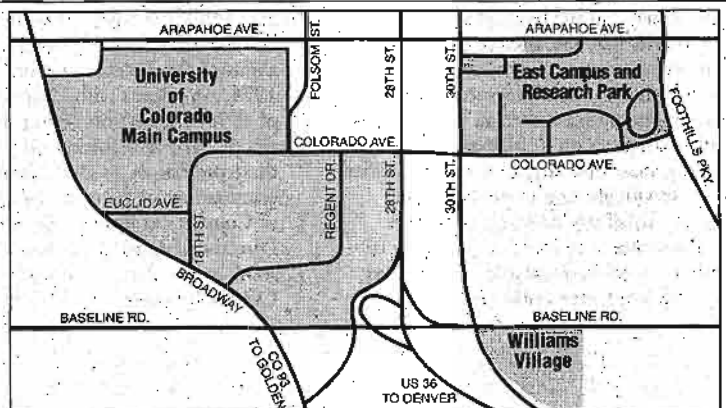 ARAPAHOE AVE.
ARAPAHOE AVE.
FOLSOM ST.
28TH ST.
30TH ST.
University
of
Colorado
Main Campus
East Campus and
Research Park
FOOTHILLS PKY.
COLORADO AVE.
COLORADO AVE.
EUCLID AVE.
18TH ST.
REGENT DR.
28TH ST.
30TH ST.
BROADWAY
BASELINE RD.
BASELINE RD.
Williams
Village
CO 93
TO GOLDEN
US 36
TO DENVER